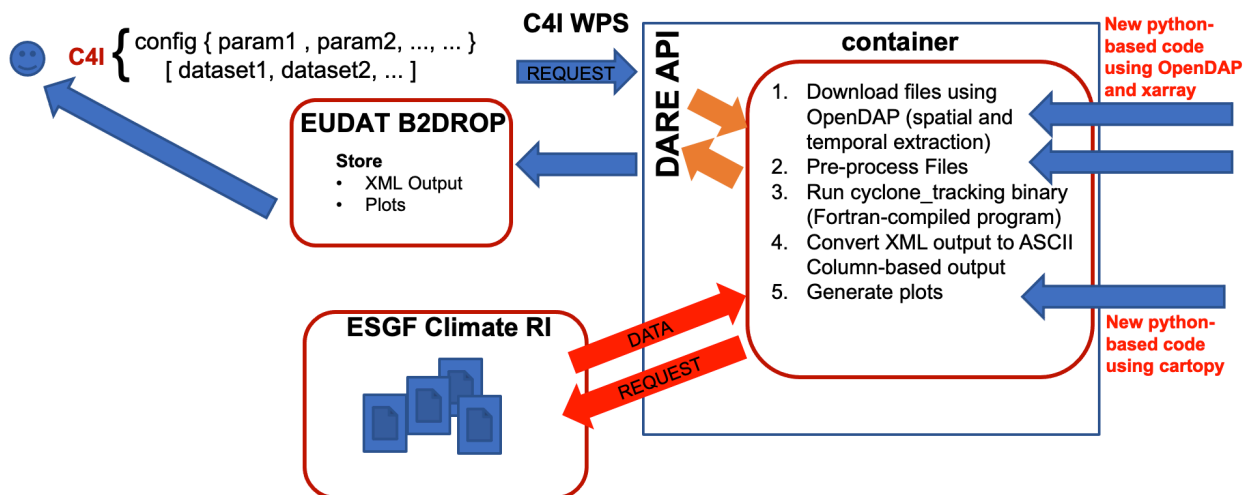 C4I
{
config { param1 , param2, ..., ... }
[ dataset1, dataset2, ... ]
C4I WPS
REQUEST
DARE API
container
New python-
based code
using OpenDAP
and xarray
EUDAT B2DROP
Store
• XML Output
• Plots
1. Download files using
OpenDAP (spatial and
temporal extraction)
2. Pre-process Files
3. Run cyclone_tracking binary
(Fortran-compiled program)
4. Convert XML output to ASCII
Column-based output
5. Generate plots
New python-
based code
using cartopy
ESGF Climate RI
DATA
REQUEST